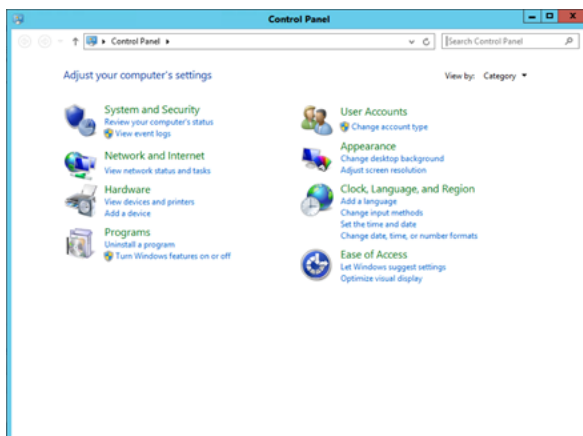 Control Panel
Control Panel
Search Control Panel
Adjust your computer's settings
View by: Category
System and Security
Review your computer's status
View event logs
Network and Internet
View network status and tasks
Hardware
View devices and printers
Add a device
Programs
Uninstall a program
Turn Windows features on or off
User Accounts
Change account type
Appearance
Change desktop background
Adjust screen resolution
Clock, Language, and Region
Add a language
Change input methods
Set the time and date
Change date, time, or number formats
Ease of Access
Let Windows suggest settings
Optimize visual display